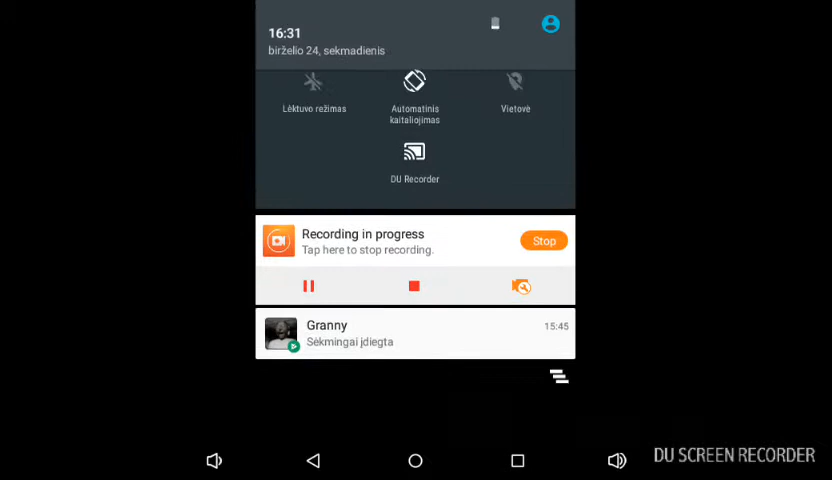 16:31
birželio 24, sekmadienis
Lėktuvo režimas
Automatinis
kaitaliojimas
Vietovė
DU Recorder
Recording in progress
Tap here to stop recording.
Stop
Granny
15:45
Sėkmingai įdiegta
DU SCREEN RECORDER